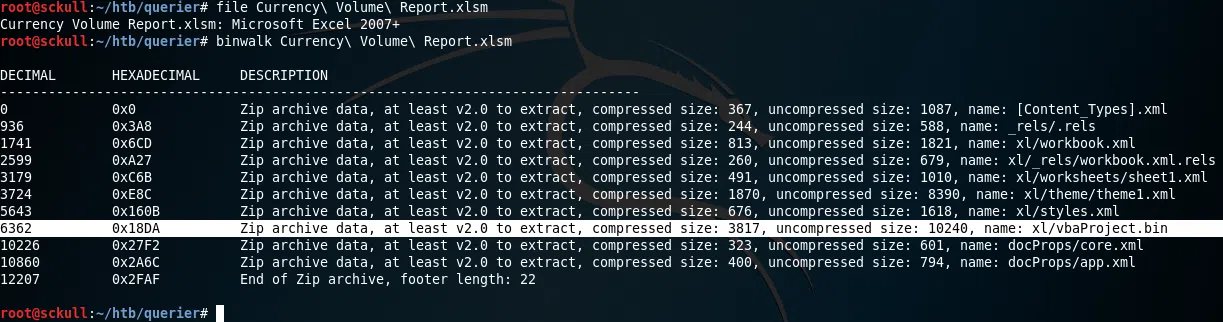 root@sckull:~/htb/querier# file Currency\ Volume\ Report.xlsm
Currency Volume Report.xlsm: Microsoft Excel 2007+
root@sckull:~/htb/querier# binwalk Currency\ Volume\ Report.xlsm
DECIMAL       HEXADECIMAL     DESCRIPTION
--------------------------------------------------------------------------------
0             0x0             Zip archive data, at least v2.0 to extract, compressed size: 367, uncompressed size: 1087, name: [Content_Types].xml
936           0x3A8           Zip archive data, at least v2.0 to extract, compressed size: 244, uncompressed size: 588, name: _rels/.rels
1741          0x6CD           Zip archive data, at least v2.0 to extract, compressed size: 813, uncompressed size: 1821, name: xl/workbook.xml
2599          0xA27           Zip archive data, at least v2.0 to extract, compressed size: 260, uncompressed size: 679, name: xl/_rels/workbook.xml.rels
3179          0xC6B           Zip archive data, at least v2.0 to extract, compressed size: 491, uncompressed size: 1010, name: xl/worksheets/sheet1.xml
3724          0xE8C           Zip archive data, at least v2.0 to extract, compressed size: 1870, uncompressed size: 8390, name: xl/theme/theme1.xml
5643          0x160B          Zip archive data, at least v2.0 to extract, compressed size: 676, uncompressed size: 1618, name: xl/styles.xml
6362          0x18DA          Zip archive data, at least v2.0 to extract, compressed size: 3817, uncompressed size: 10240, name: xl/vbaProject.bin
10226         0x27F2          Zip archive data, at least v2.0 to extract, compressed size: 323, uncompressed size: 601, name: docProps/core.xml
10860         0x2A6C          Zip archive data, at least v2.0 to extract, compressed size: 400, uncompressed size: 794, name: docProps/app.xml
12207         0x2FAF          End of Zip archive, footer length: 22
root@sckull:~/htb/querier#